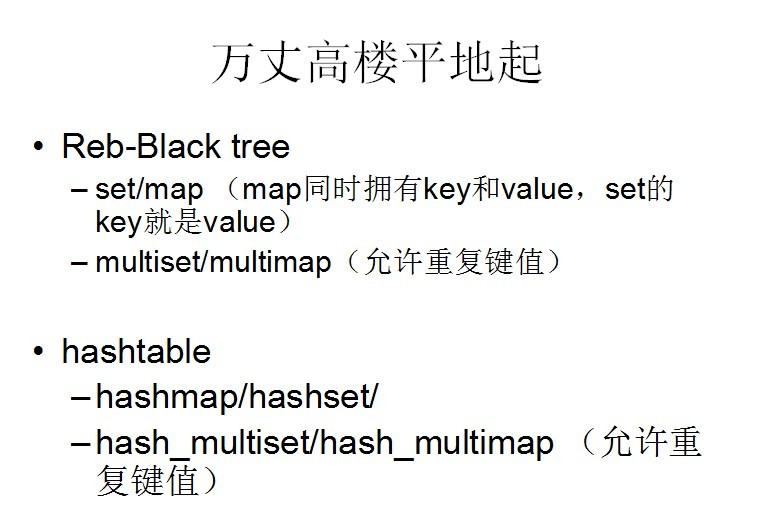 万丈高楼平地起
• Reb-Black tree
– set/map （map同时拥有key和value，set的
key就是value）
– multiset/multimap（允许重复键值）
• hashtable
– hashmap/hashset/
– hash_multiset/hash_multimap （允许重
复键值）